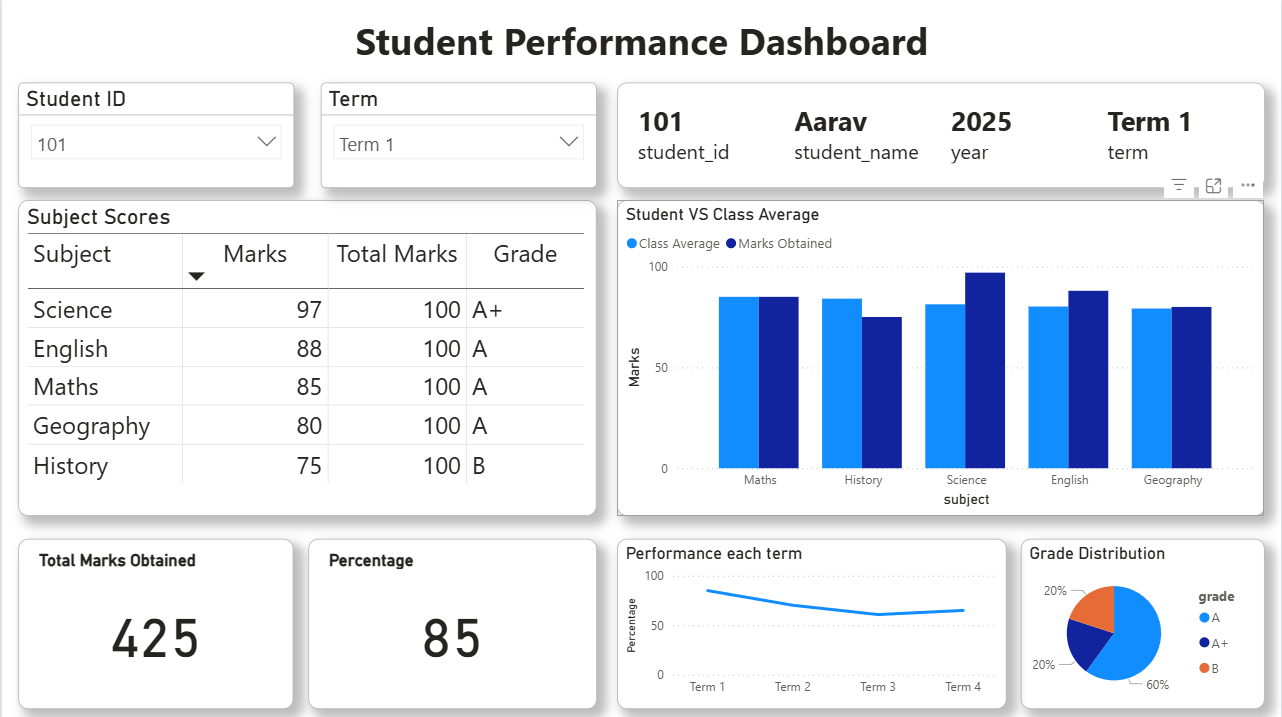 Student Performance Dashboard
Student ID
101
Term
Term 1
101 Aarav 2025 Term 1
student_id student_name year term
Subject Scores
Subject Marks Total Marks Grade
Science 97 100 A+
English 88 100 A
Maths 85 100 A
Geography 80 100 A
History 75 100 B
Student VS Class Average
Class Average Marks Obtained
100
50
0
Marks
Maths History Science English Geography
subject
Total Marks Obtained
425
Percentage
85
Performance each term
100
50
0
Percentage
Term 1 Term 2 Term 3 Term 4
Grade Distribution
20%
20%
60%
grade
A
A+
B